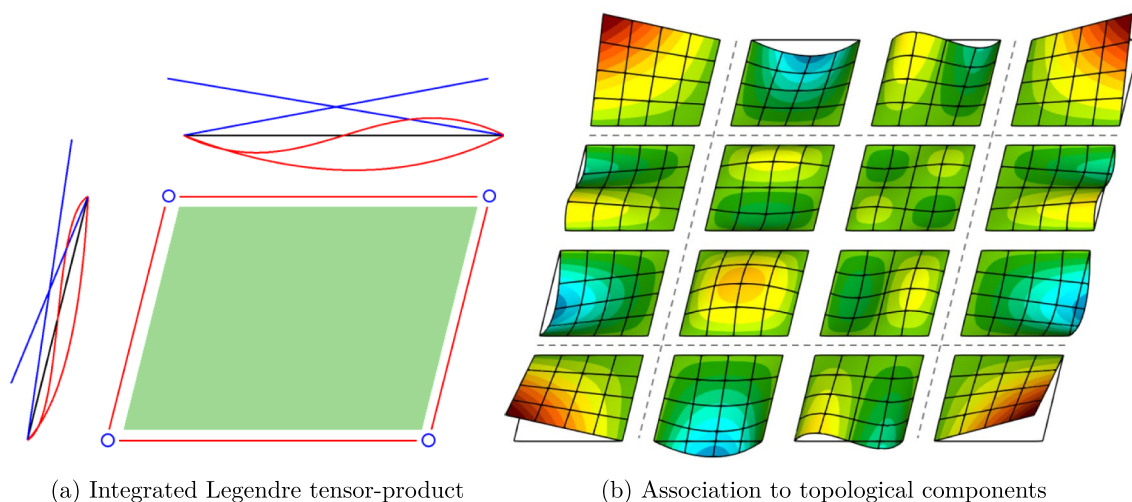 (a) Integrated Legendre tensor-product
(b) Association to topological components